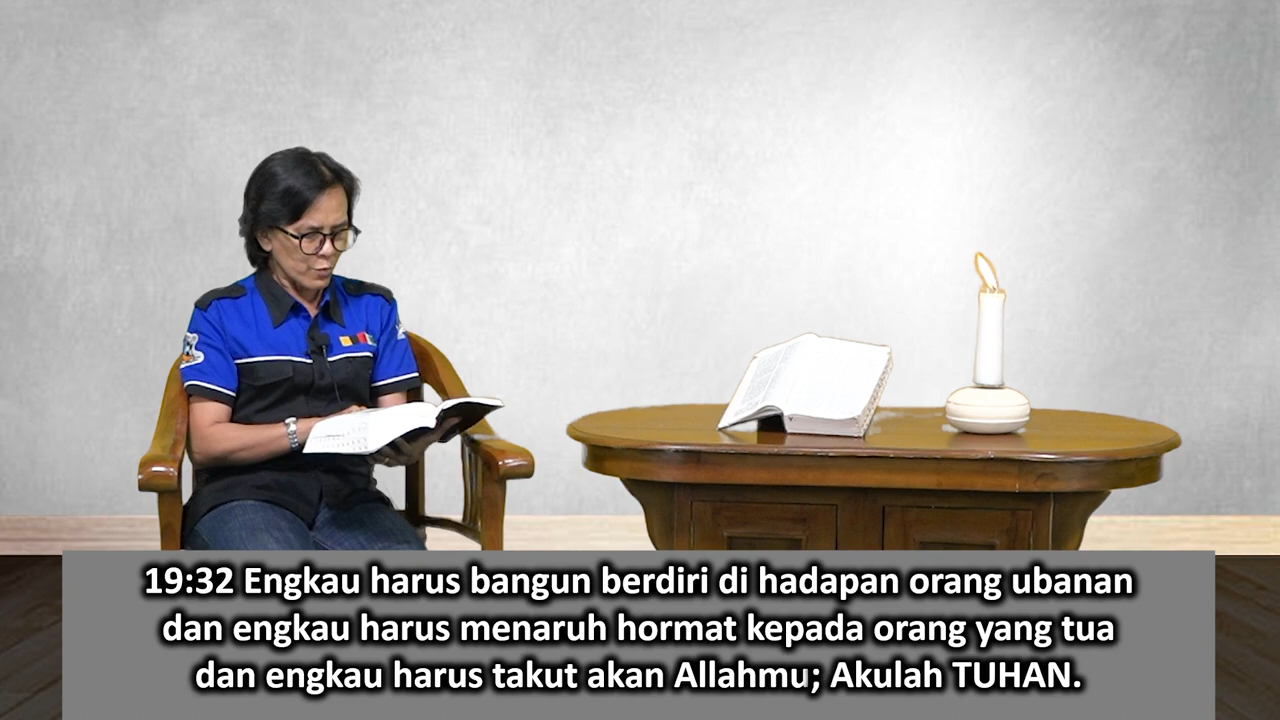 19:32 Engkau harus bangun berdiri di hadapan orang ubanan
dan engkau harus menaruh hormat kepada orang yang tua
dan engkau harus takut akan Allahmu; Akulah TUHAN.